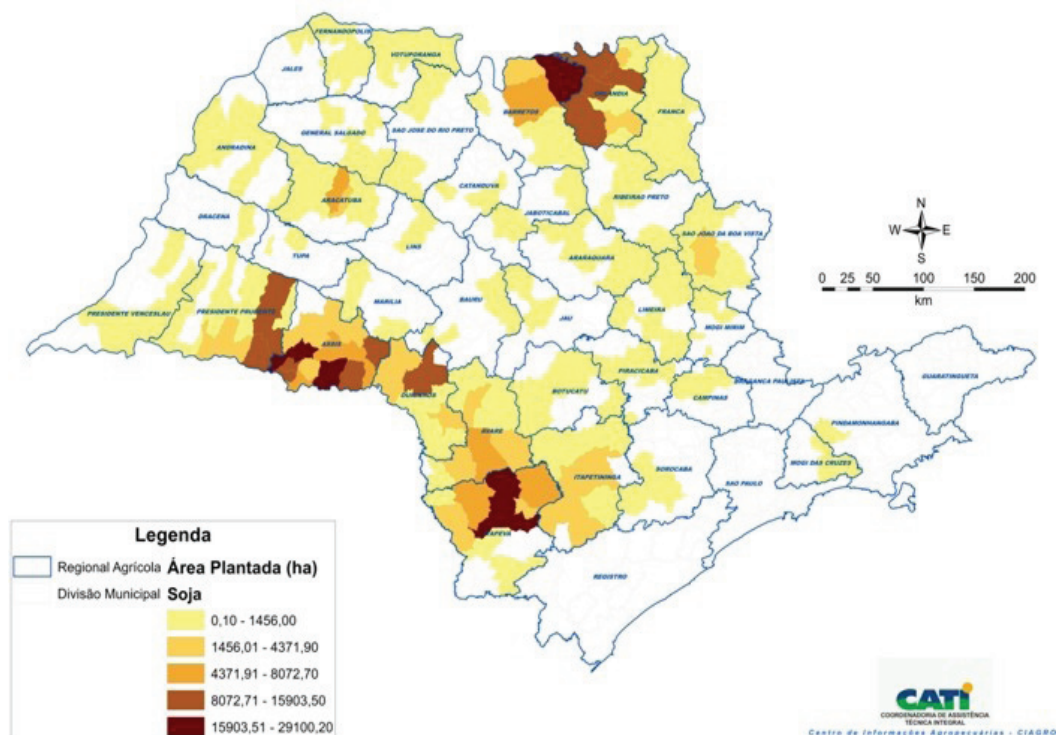 FERNANDOPOLIS
JALES
VOTUPORANGA
BARRETOS
ORLANDIA
FRANCA
GENERAL SALGADO
SAO JOSE DO RIO PRETO
ANDRADINA
CATANDUVA
ARACATUBA
RIBEIRAO PRETO
JABOTICABAL
DRACENA
SAO JOAO DA BOA VISTA
LINS
TUPA
ARARAQUARA
MARILIA
BAURU
JAU
LIMEIRA
PRESIDENTE VENCESLAU
PRESIDENTE PRUDENTE
MOGI MIRIM
ASSIS
PIRACICABA
BRAGANCA PAULISTA
GUARATINGUETA
OURINHOS
BOTUCATU
CAMPINAS
PINDAMONHANGABA
AVARE
MOGI DAS CRUZES
SOROCABA
ITAPETININGA
SAO PAULO
ITAPEVA
REGISTRO
N
W E
S
0 25 50 100 150 200
km
Legenda
Regional Agrícola Área Plantada (ha)
Divisão Municipal Soja
0,10 - 1456,00
1456,01 - 4371,90
4371,91 - 8072,70
8072,71 - 15903,50
15903,51 - 29100,20
CATI
COORDENADORIA DE ASSISTÊNCIA
TÉCNICA INTEGRAL
Centro de Informações Agropecuárias - CIAGRO